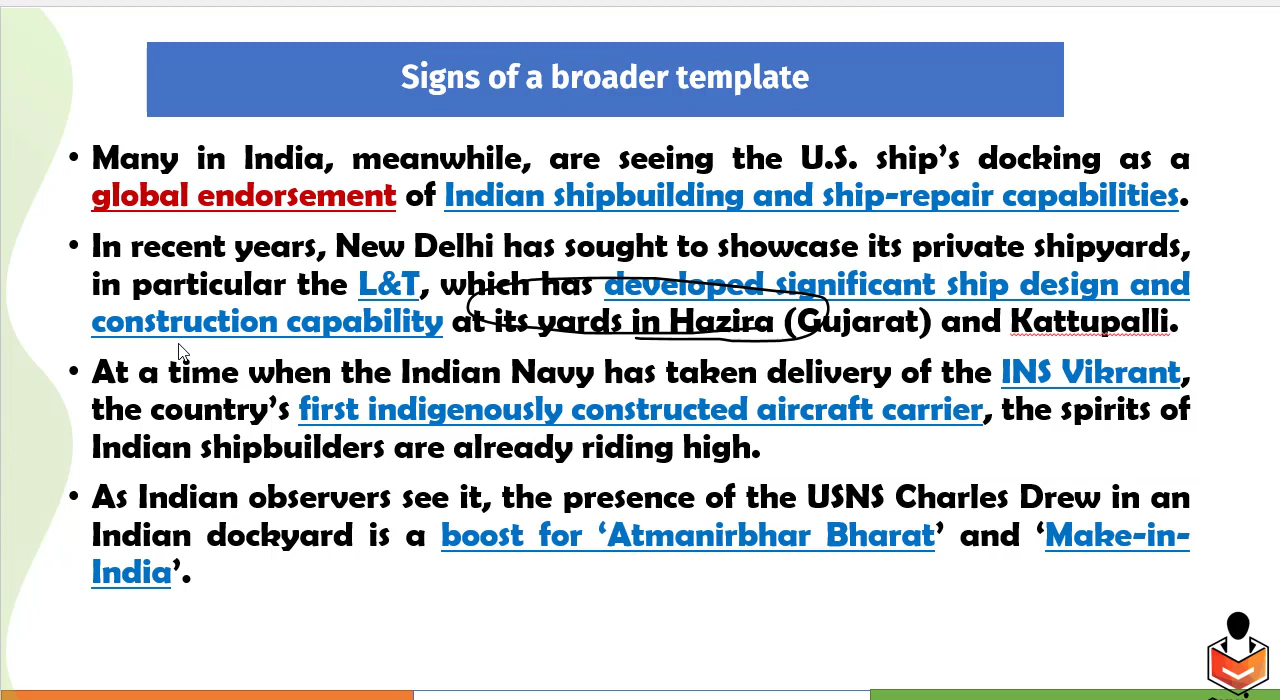 Signs of a broader template
• Many in India, meanwhile, are seeing the U.S. ship’s docking as a
global endorsement of Indian shipbuilding and ship-repair capabilities.
• In recent years, New Delhi has sought to showcase its private shipyards,
in particular the L&T, which has developed significant ship design and
construction capability at its yards in Hazira (Gujarat) and Kattupalli.
• At a time when the Indian Navy has taken delivery of the INS Vikrant,
the country’s first indigenously constructed aircraft carrier, the spirits of
Indian shipbuilders are already riding high.
• As Indian observers see it, the presence of the USNS Charles Drew in an
Indian dockyard is a boost for ‘Atmanirbhar Bharat’ and ‘Make-in-
India’.